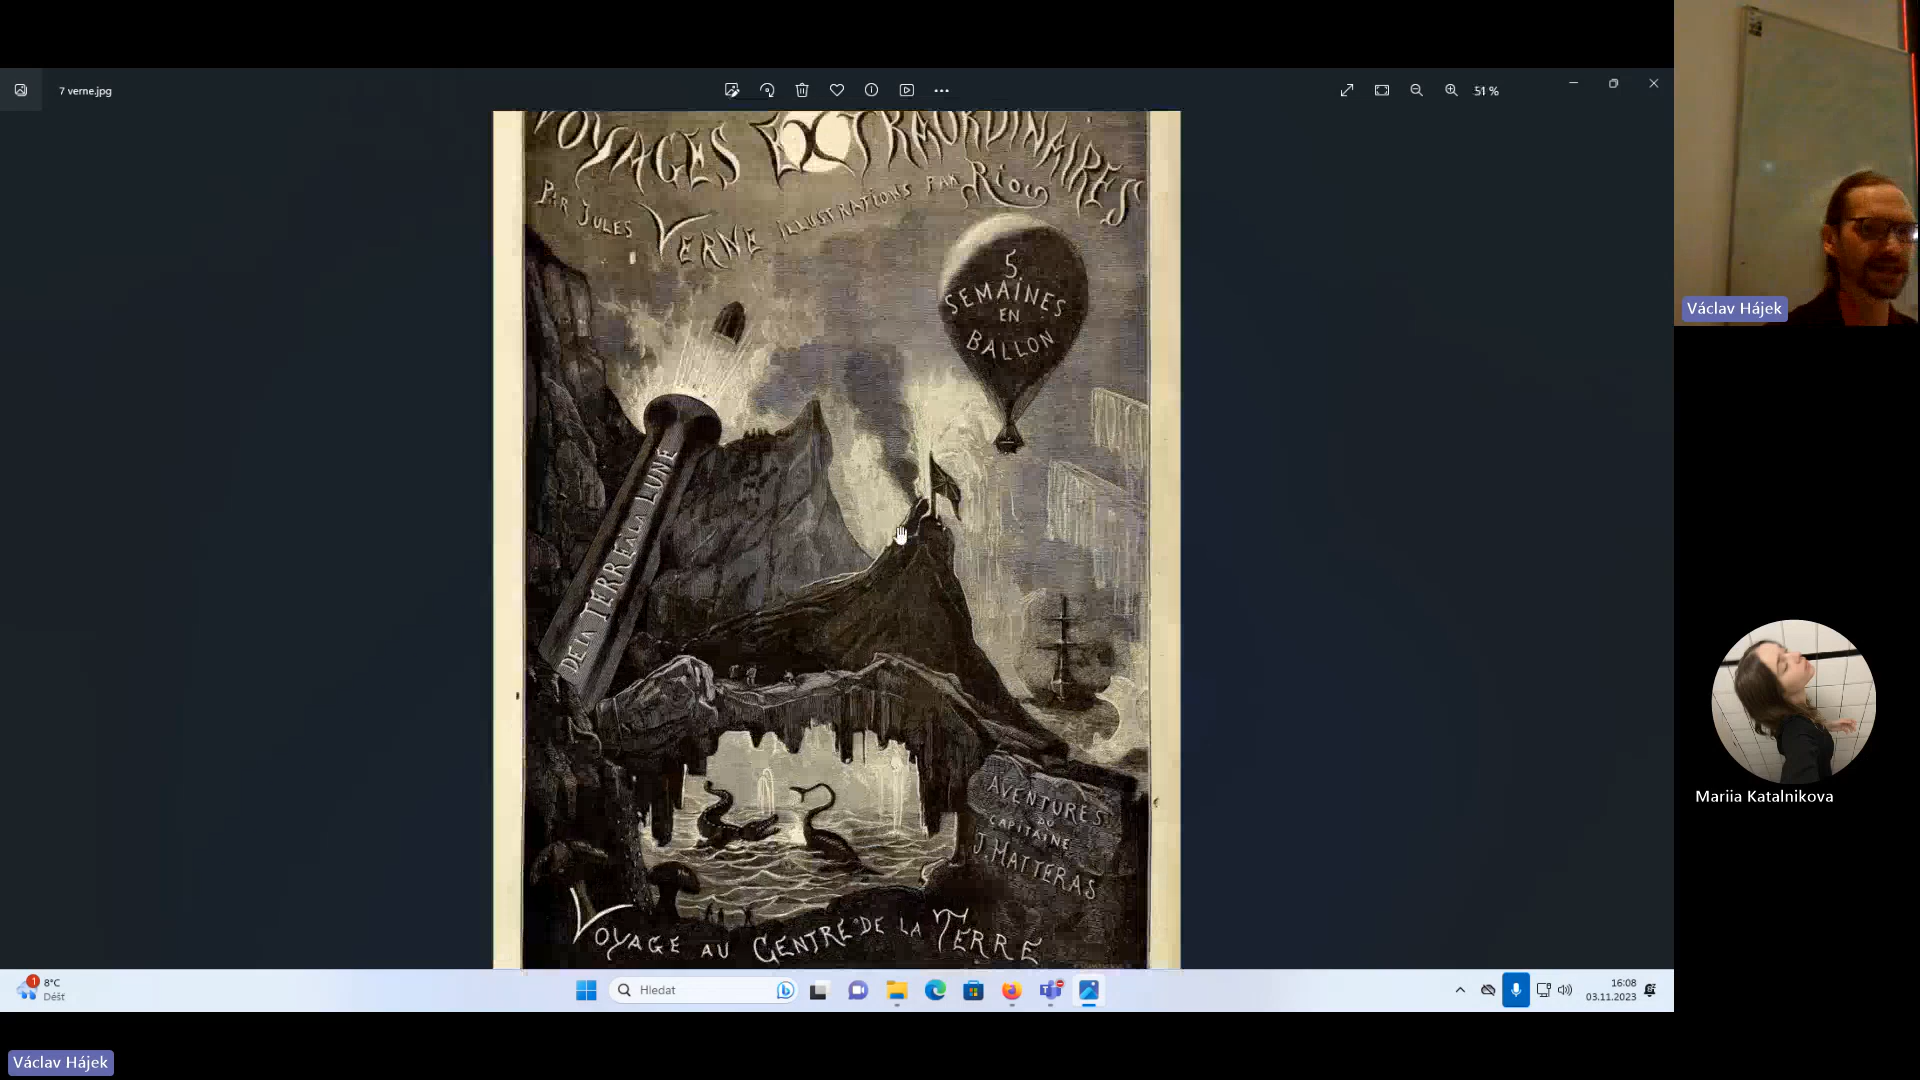 7 verne.jpg
51 %
VOYAGES EXTRAORDINAIRES
PAR JULES VERNE ILLUSTRATIONS PAR RIOU
5.
SEMAINES
EN
BALLON
DE LA TERRE A LA LUNE
AVENTURES
DU
CAPITAINE
J. HATTERAS
VOYAGE AU CENTRE DE LA TERRE
Václav Hájek
Mariia Katalnikova
1
8°C
Déšť
Hledat
16:08
03.11.2023
Václav Hájek